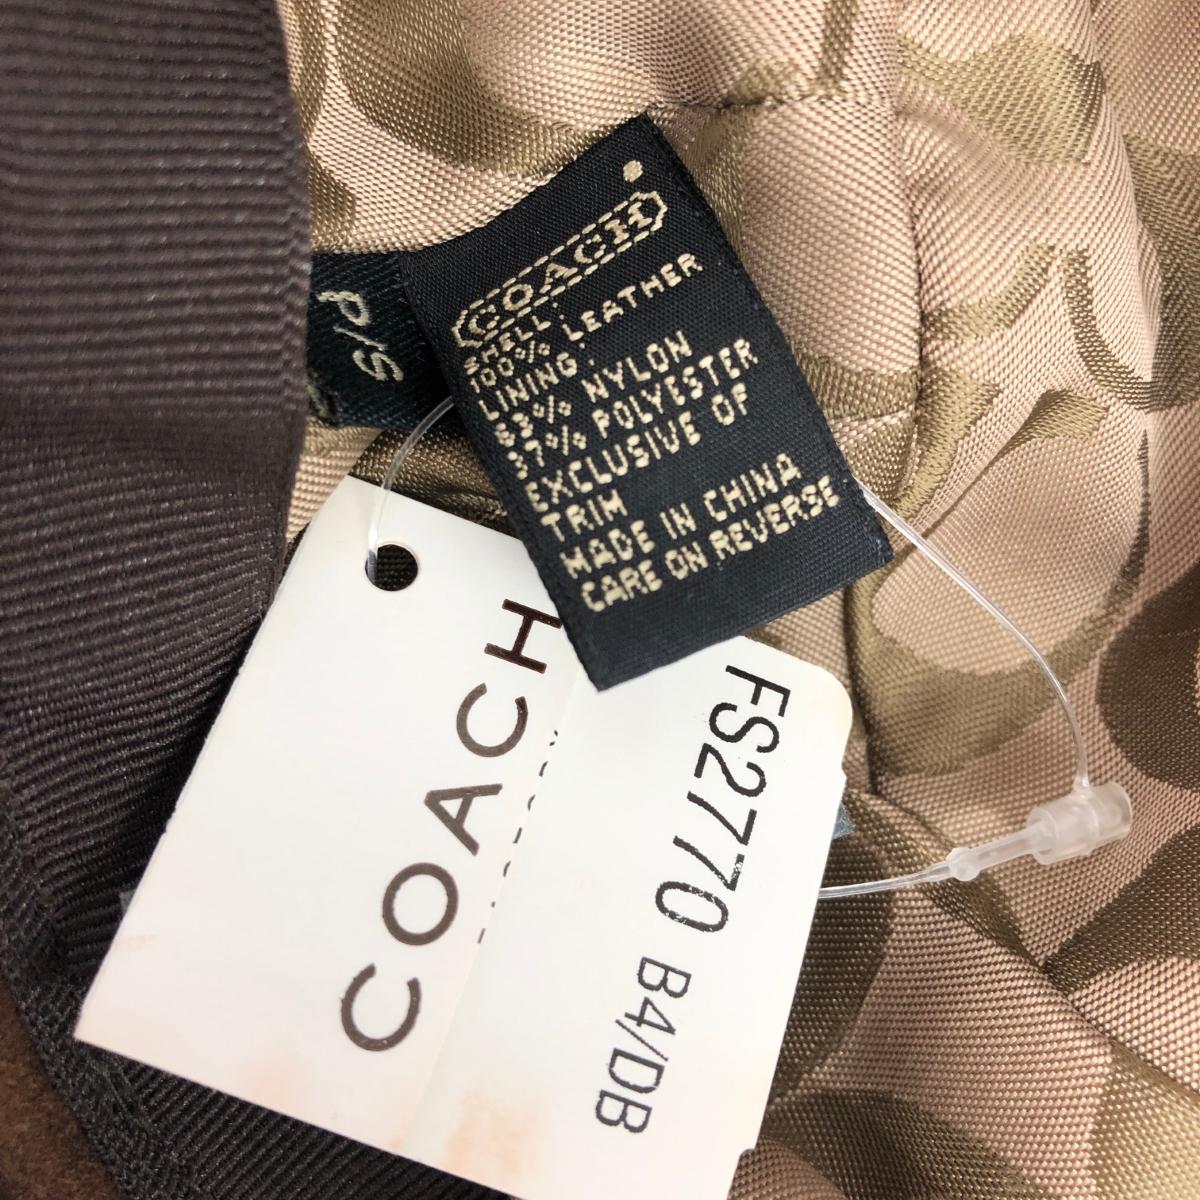 COACH
SHELL:
100% LEATHER
LINING:
63% NYLON
37% POLYESTER
EXCLUSIVE OF
TRIM
MADE IN CHINA
CARE ON REVERSE
P/S
COACH
FS2770 B4/DB